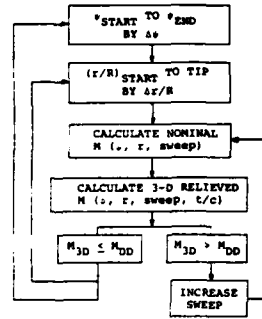 ΨSTART TO ΨEND
BY ΔΨ
(r/R)START TO TIP
BY Δr/R
CALCULATE NOMINAL
M (Ψ, r, sweep)
CALCULATE 3-D RELIEVED
M (Ψ, r, sweep, t/c)
M3D ≤ MDD
M3D > MDD
INCREASE
SWEEP